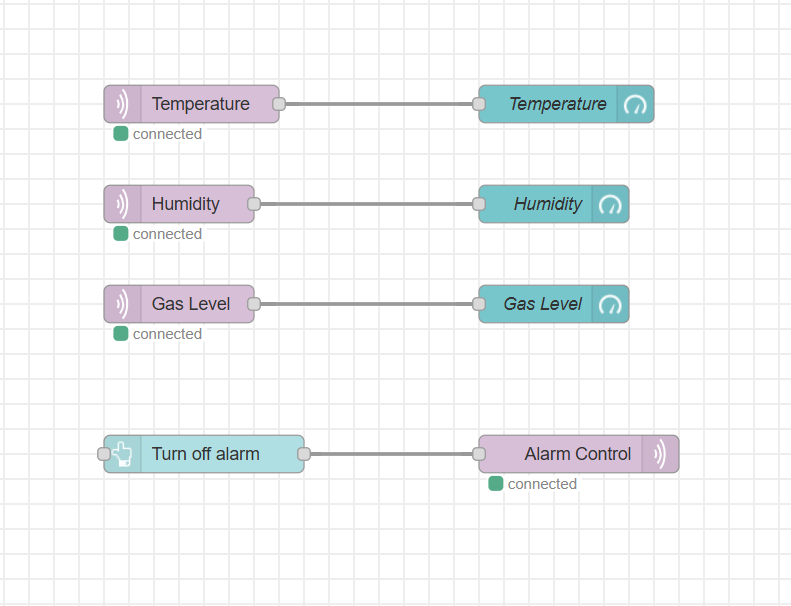 Temperature
Temperature
connected
Humidity
Humidity
connected
Gas Level
Gas Level
connected
Turn off alarm
Alarm Control
connected